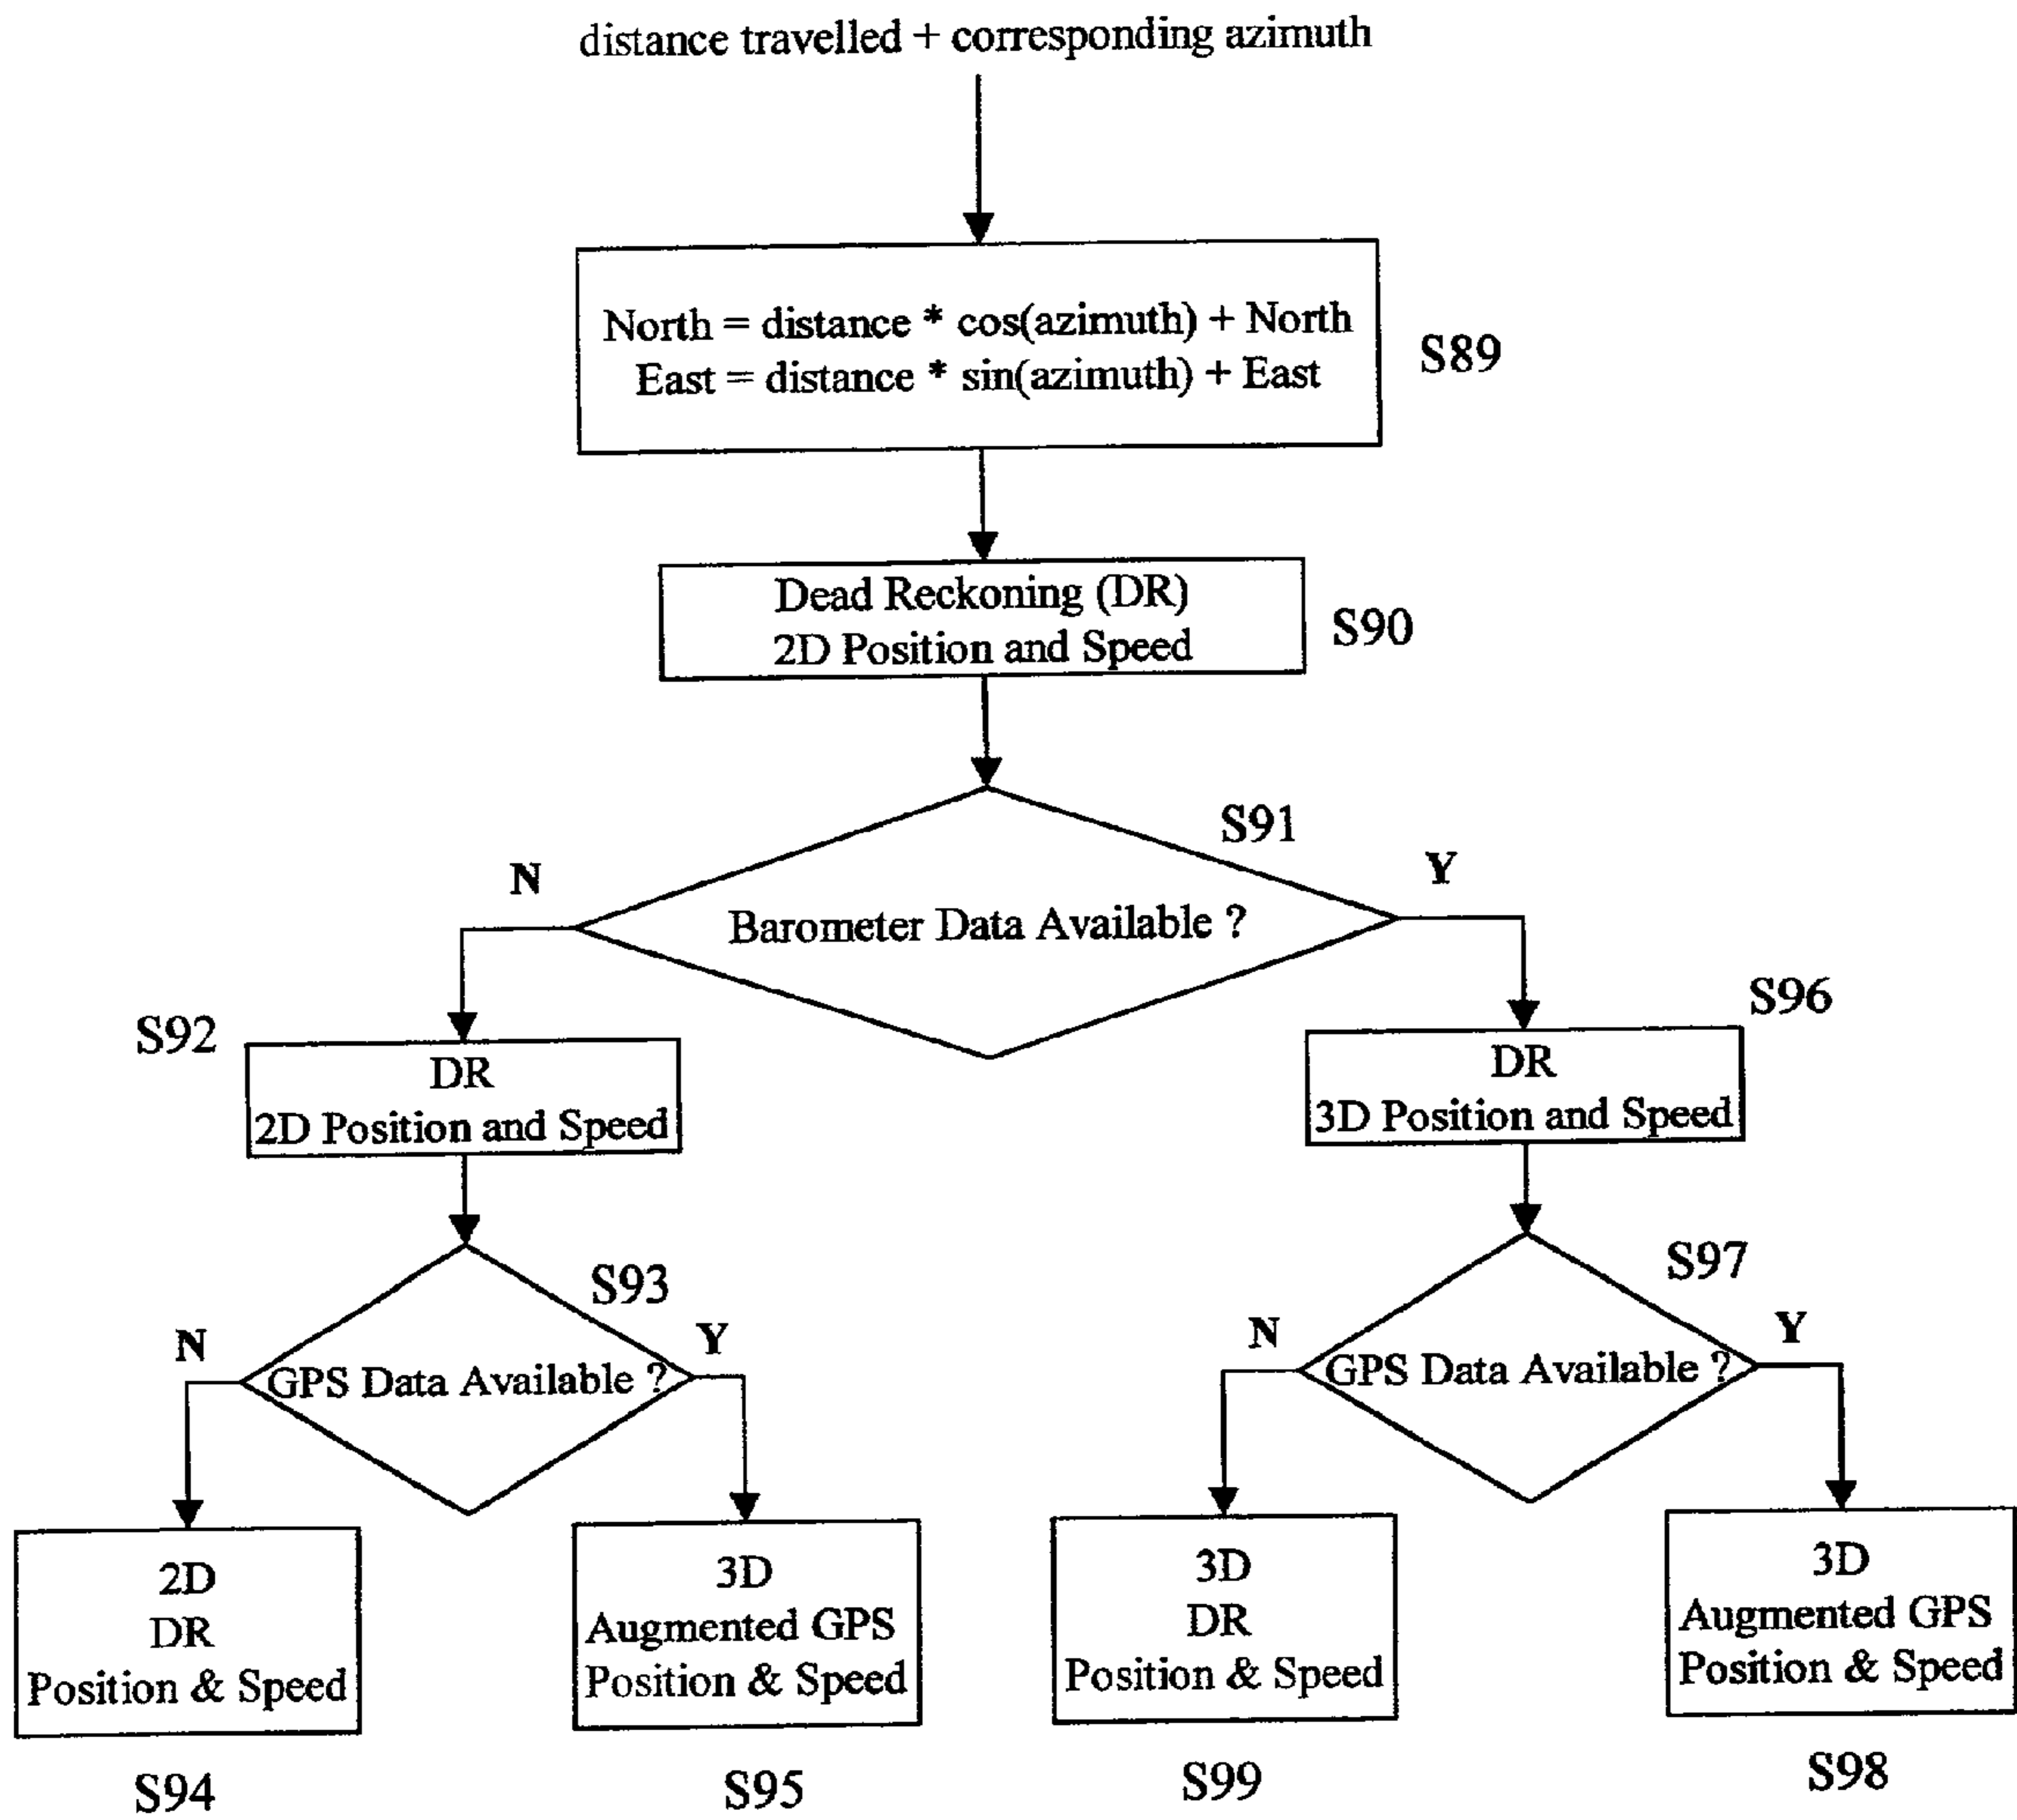 distance travelled + corresponding azimuth
North = distance * cos(azimuth) + North
East = distance * sin(azimuth) + East
S89
Dead Reckoning (DR)
2D Position and Speed
S90
S91
N
Y
Barometer Data Available ?
S92
DR
2D Position and Speed
S96
DR
3D Position and Speed
S93
N
Y
GPS Data Available ?
S97
N
Y
GPS Data Available ?
2D
DR
Position & Speed
S94
3D
Augmented GPS
Position & Speed
S95
3D
DR
Position & Speed
S99
3D
Augmented GPS
Position & Speed
S98